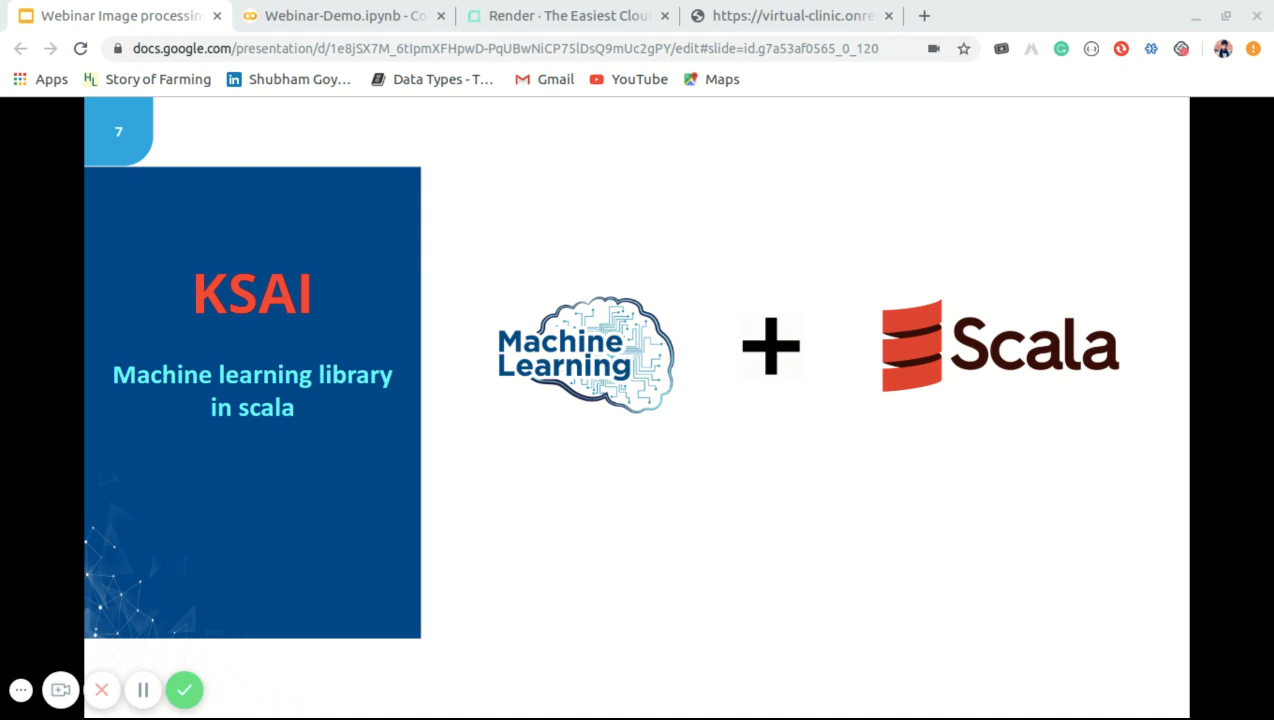 Webinar Image processin
Webinar-Demo.ipynb - Co
Render · The Easiest Clou
https://virtual-clinic.onre
docs.google.com/presentation/d/1e8jSX7M_6tIpmXFHpwD-PqUBwNiCP75lDsQ9mUc2gPY/edit#slide=id.g7a53af0565_0_120
Apps
Story of Farming
Shubham Goy...
Data Types - T...
Gmail
YouTube
Maps
7
KSAI
Machine learning library
in scala
Machine
Learning
+
Scala